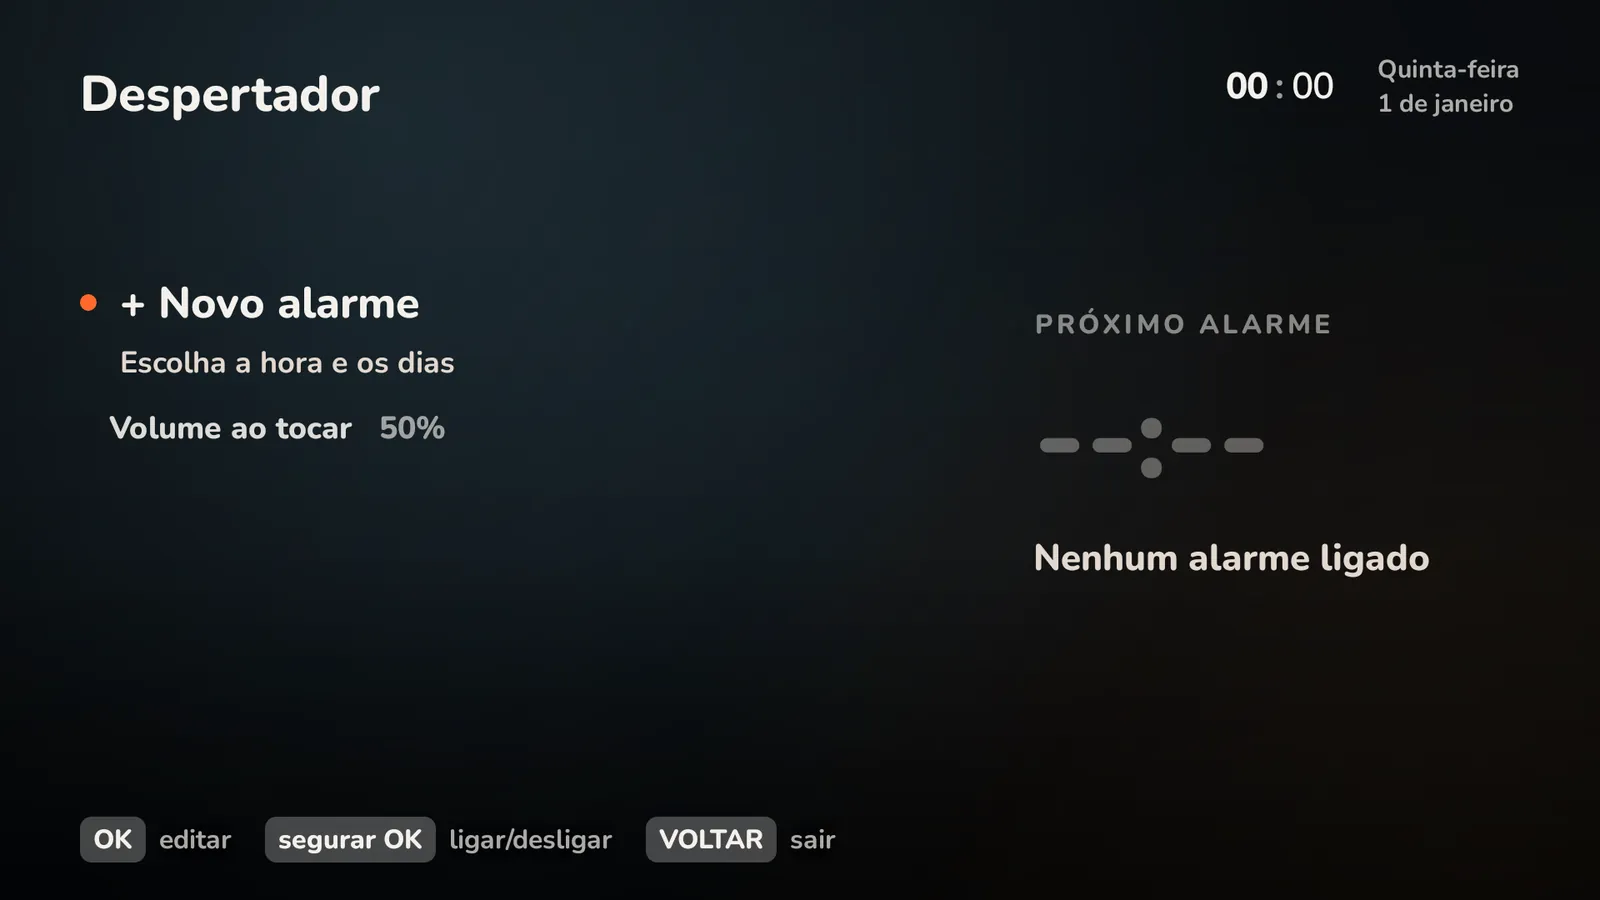 Despertador
00:00
Quinta-feira
1 de janeiro
+ Novo alarme
Escolha a hora e os dias
Volume ao tocar 50%
PRÓXIMO ALARME
--:--
Nenhum alarme ligado
OK editar segurar OK ligar/desligar VOLTAR sair